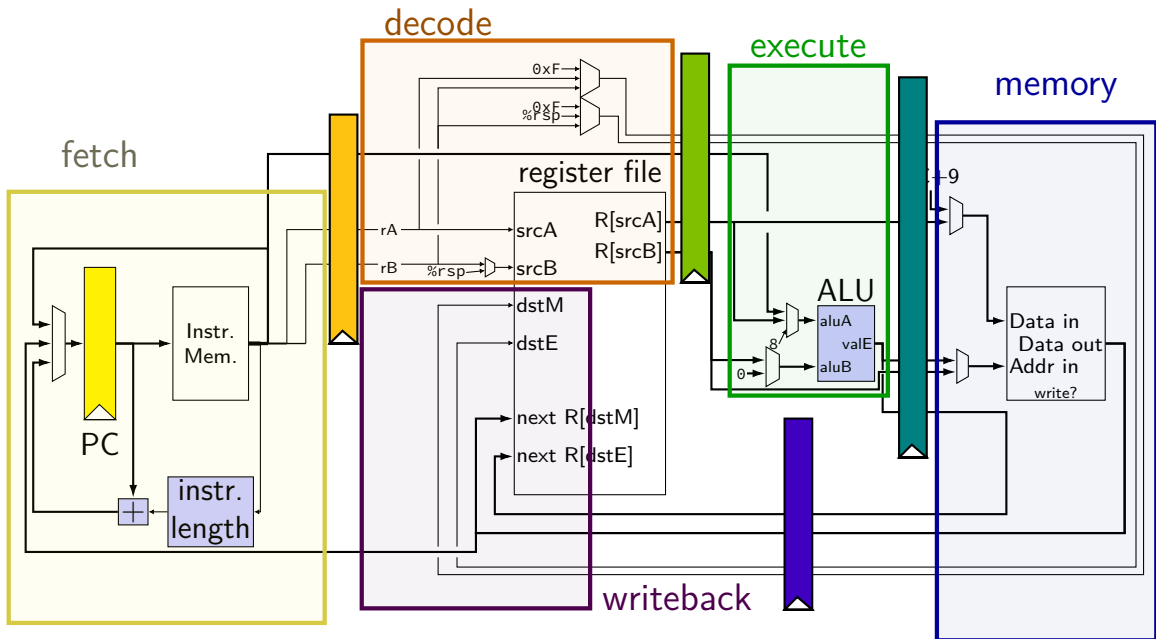 decode
execute
memory
fetch
writeback
0xF
0xF
%rsp
register file
rA
rB
%rsp
srcA
srcB
R[srcA]
R[srcB]
dstM
dstE
next R[dstM]
next R[dstE]
PC
Instr.
Mem.
instr.
length
+
ALU
aluA
valE
aluB
8
0
+9
Data in
Data out
Addr in
write?